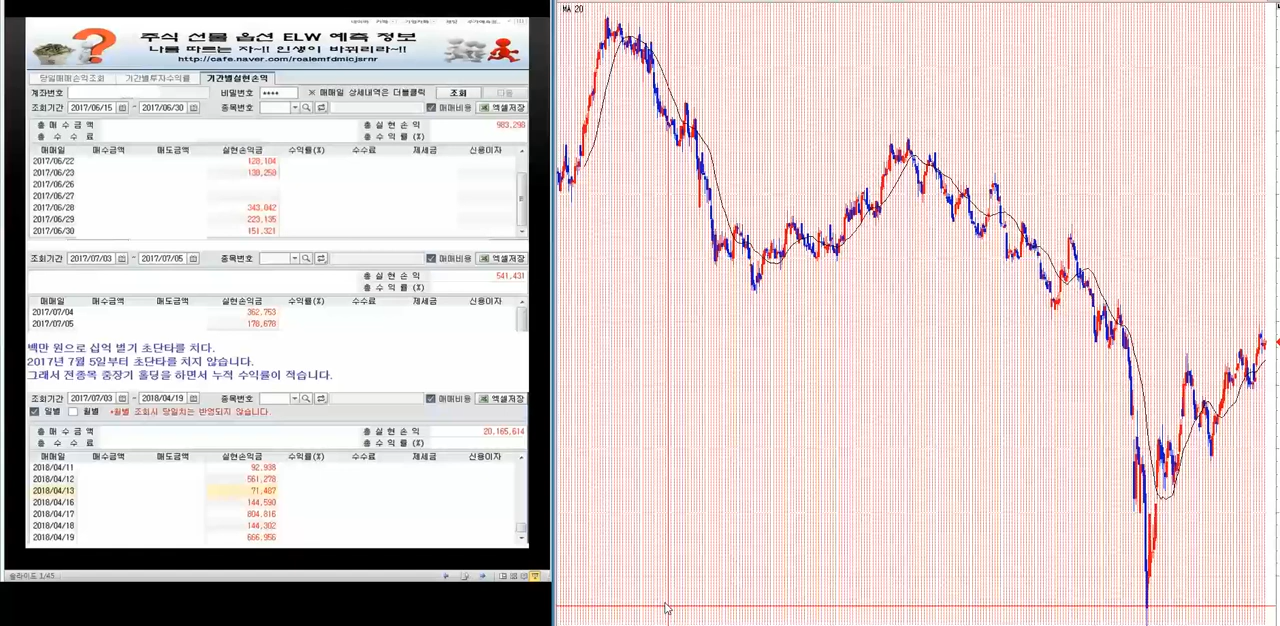 주식 선물 옵션 ELW 예측 정보
나를 따르는 자~!! 인생이 바뀌리라~!!
http://cafe.naver.com/roalemfdmicjsrnr
당일매매손익조회 기간별투자수익률 기간별실현손익
계좌번호 비밀번호 **** ※ 매매일 상세내역은 더블클릭 조회 다음
조회기간 2017/06/15 ~ 2017/06/30 종목번호 매매비용 엑셀저장
총 매 수 금 액 총 실 현 손 익 983,298
총 수 수 료 총 수 익 률 (%)
매매일 매수금액 매도금액 실현손익금 수익률(%) 수수료 제세금 신용이자
2017/06/22 128,104
2017/06/23 138,250
2017/06/26
2017/06/27
2017/06/28 343,042
2017/06/29 223,135
2017/06/30 151,321
조회기간 2017/07/03 ~ 2017/07/05 종목번호 매매비용 엑셀저장
총 실 현 손 익 541,431
총 수 익 률 (%)
매매일 매수금액 매도금액 실현손익금 수익률(%) 수수료 제세금 신용이자
2017/07/04 362,753
2017/07/05 178,678
백만 원으로 십억 벌기 초단타를 치다.
2017년 7월 5일부터 초단타를 치지 않습니다.
그래서 전종목 중장기 홀딩을 하면서 누적 수익률이 적습니다.
조회기간 2017/07/03 ~ 2018/04/19 종목번호 매매비용 엑셀저장
일별 월별 *월별 조회시 당일치는 반영되지 않습니다
총 매 수 금 액 총 실 현 손 익 20,165,614
총 수 수 료 총 수 익 률 (%)
매매일 매수금액 매도금액 실현손익금 수익률(%) 수수료 제세금 신용이자
2018/04/11 92,938
2018/04/12 561,278
2018/04/13 71,487
2018/04/16 144,590
2018/04/17 804,816
2018/04/18 144,302
2018/04/19 666,956
슬라이드 1/45
MA 20